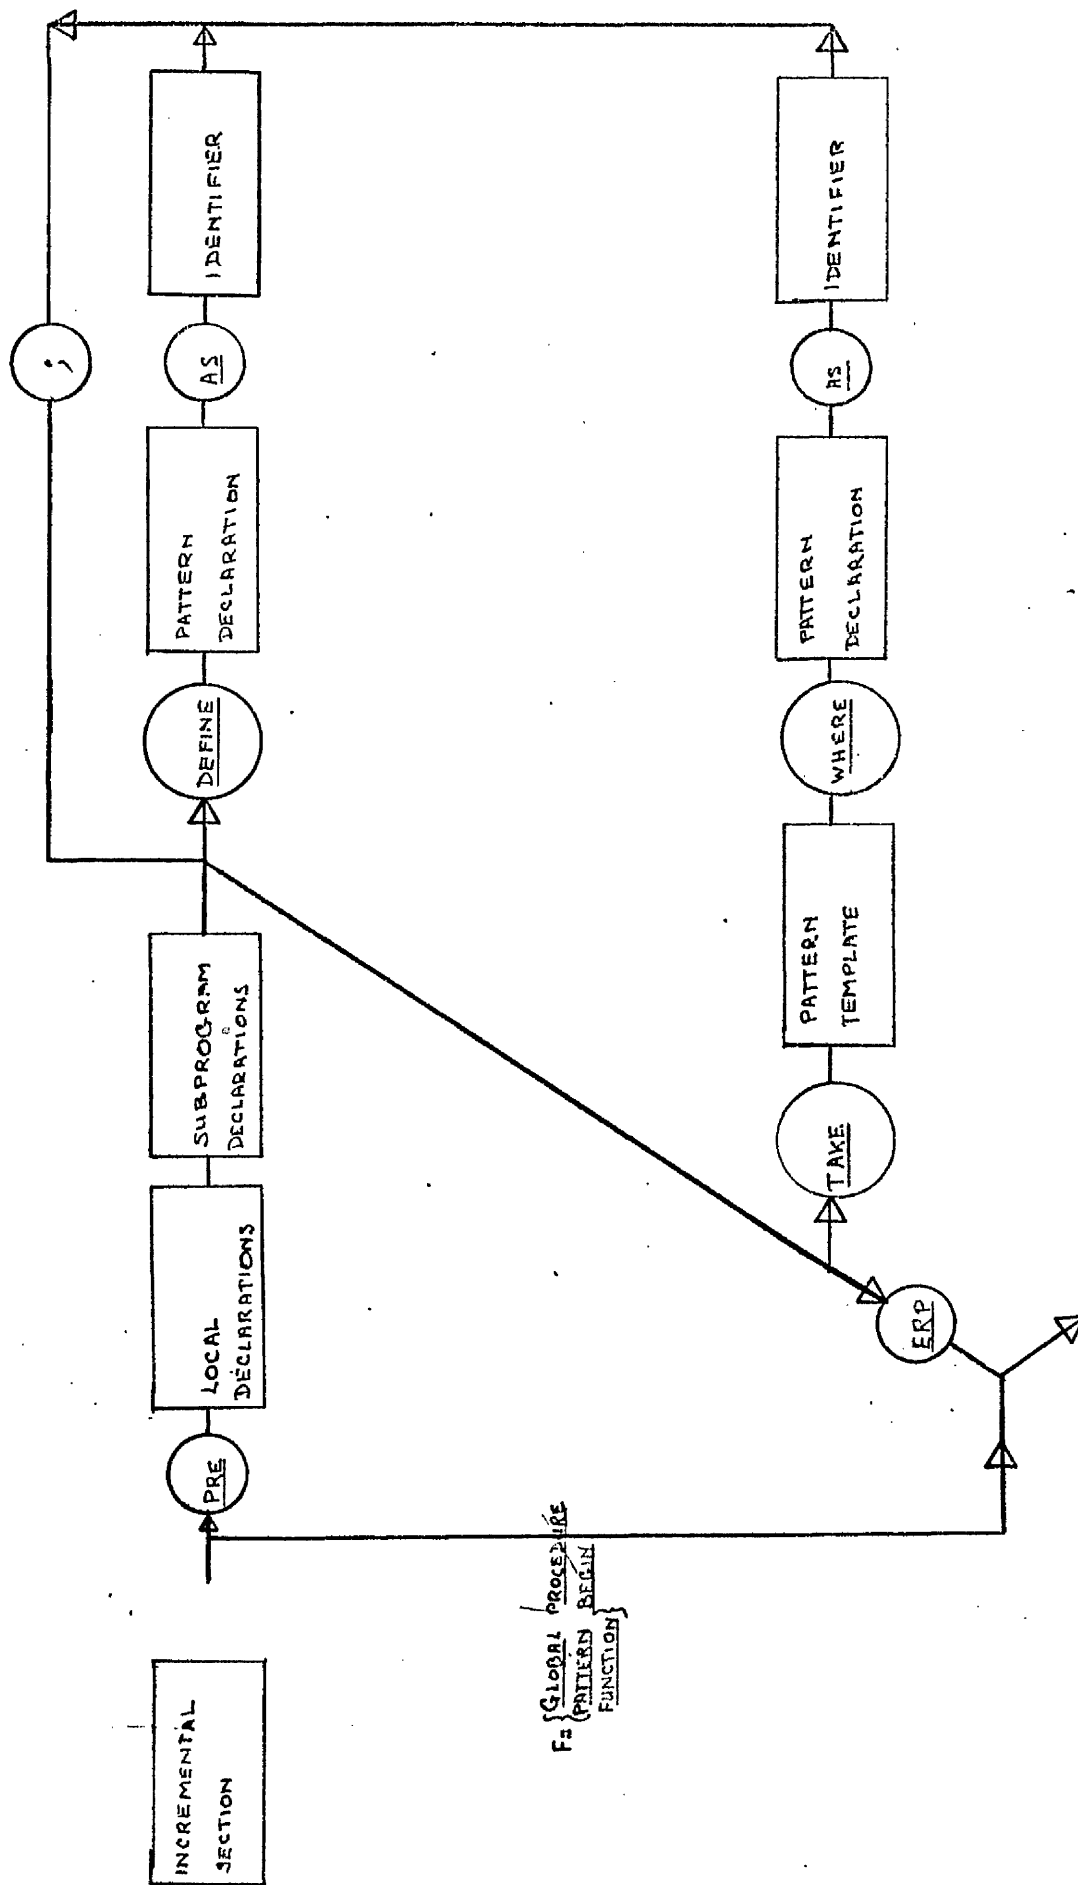 INCREMENTAL
SECTION
PRE
LOCAL
DECLARATIONS
SUBPROGRAM
DECLARATIONS
DEFINE
PATTERN
DECLARATION
AS
IDENTIFIER
;
F= {GLOBAL PROCEDURE
PATTERN BEGIN
FUNCTION}
ERP
TAKE
PATTERN
TEMPLATE
WHERE
PATTERN
DECLARATION
AS
IDENTIFIER